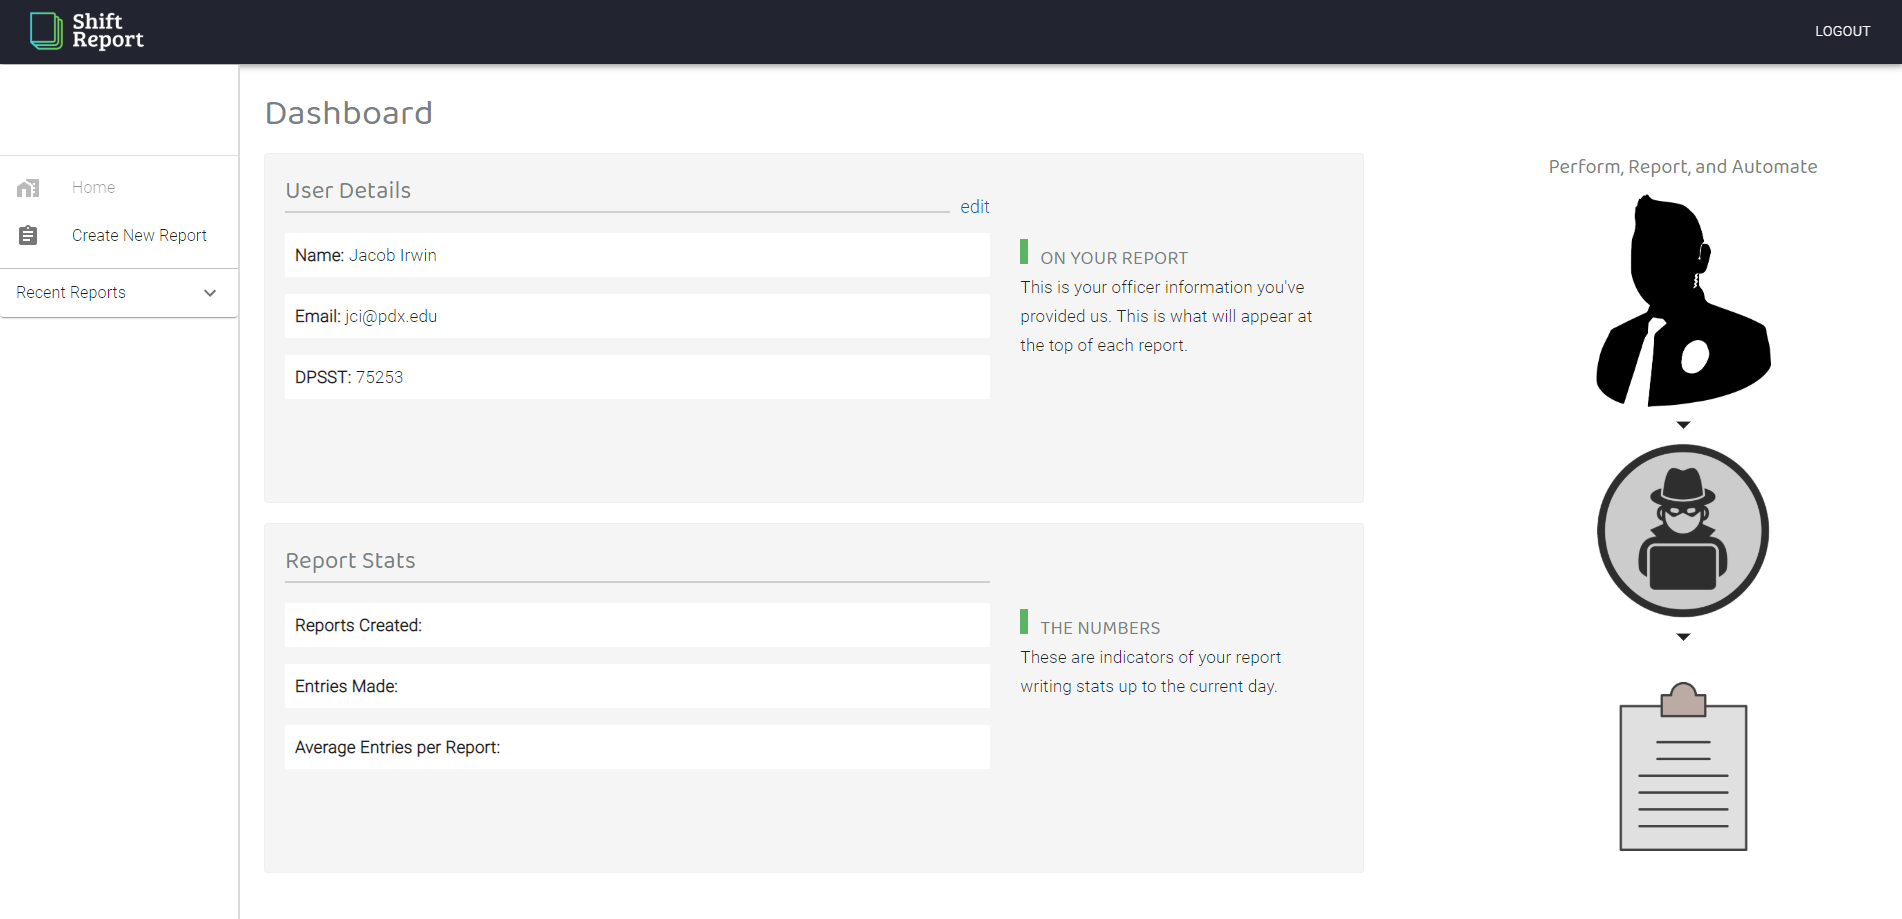 Shift
Report
LOGOUT
Dashboard
Home
Create New Report
Recent Reports
User Details
edit
Name: Jacob Irwin
Email: jci@pdx.edu
DPSST: 75253
ON YOUR REPORT
This is your officer information you've
provided us. This is what will appear at
the top of each report.
Report Stats
Reports Created:
Entries Made:
Average Entries per Report:
THE NUMBERS
These are indicators of your report
writing stats up to the current day.
Perform, Report, and Automate